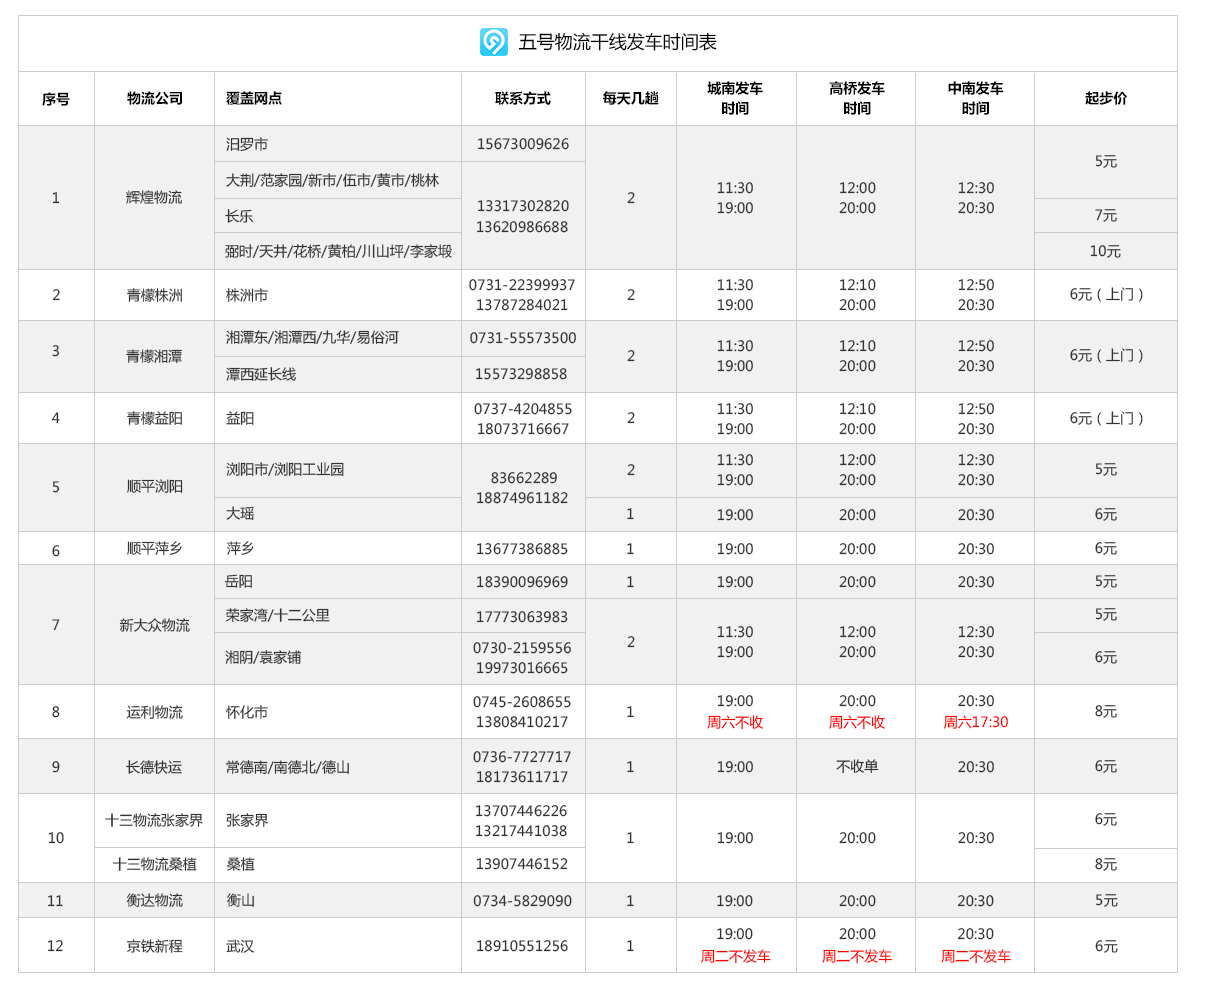 五号物流干线发车时间表
序号 物流公司 覆盖网点 联系方式 每天几趟 城南发车 高桥发车 中南发车 起步价
时间 时间 时间
1 辉煌物流 汨罗市 15673009626 2 11:30 12:00 12:30 5元
19:00 20:00 20:30
大荆/范家园/新市/伍市/黄市/桃林 13317302820
13620986688
长乐 7元
弼时/天井/花桥/黄柏/川山坪/李家塅 10元
2 青檬株洲 株洲市 0731-22399937 2 11:30 12:10 12:50 6元（上门）
13787284021 19:00 20:00 20:30
3 青檬湘潭 湘潭东/湘潭西/九华/易俗河 0731-55573500 2 11:30 12:10 12:50 6元（上门）
19:00 20:00 20:30
潭西延长线 15573298858
4 青檬益阳 益阳 0737-4204855 2 11:30 12:10 12:50 6元（上门）
18073716667 19:00 20:00 20:30
5 顺平浏阳 浏阳市/浏阳工业园 83662289 2 11:30 12:00 12:30 5元
18874961182 19:00 20:00 20:30
大瑶 1 19:00 20:00 20:30 6元
6 顺平萍乡 萍乡 13677386885 1 19:00 20:00 20:30 6元
7 新大众物流 岳阳 18390096969 1 19:00 20:00 20:30 5元
荣家湾/十二公里 17773063983 2 11:30 12:00 12:30 5元
19:00 20:00 20:30
湘阴/袁家铺 0730-2159556 6元
19973016665
8 运利物流 怀化市 0745-2608655 1 19:00 20:00 20:30 8元
13808410217 周六不收 周六不收 周六17:30
9 长德快运 常德南/南德北/德山 0736-7727717 1 19:00 不收单 20:30 6元
18173611717
10 十三物流张家界 张家界 13707446226 1 19:00 20:00 20:30 6元
13217441038
十三物流桑植 桑植 13907446152 8元
11 衡达物流 衡山 0734-5829090 1 19:00 20:00 20:30 5元
12 京铁新程 武汉 18910551256 1 19:00 20:00 20:30 6元
周二不发车 周二不发车 周二不发车